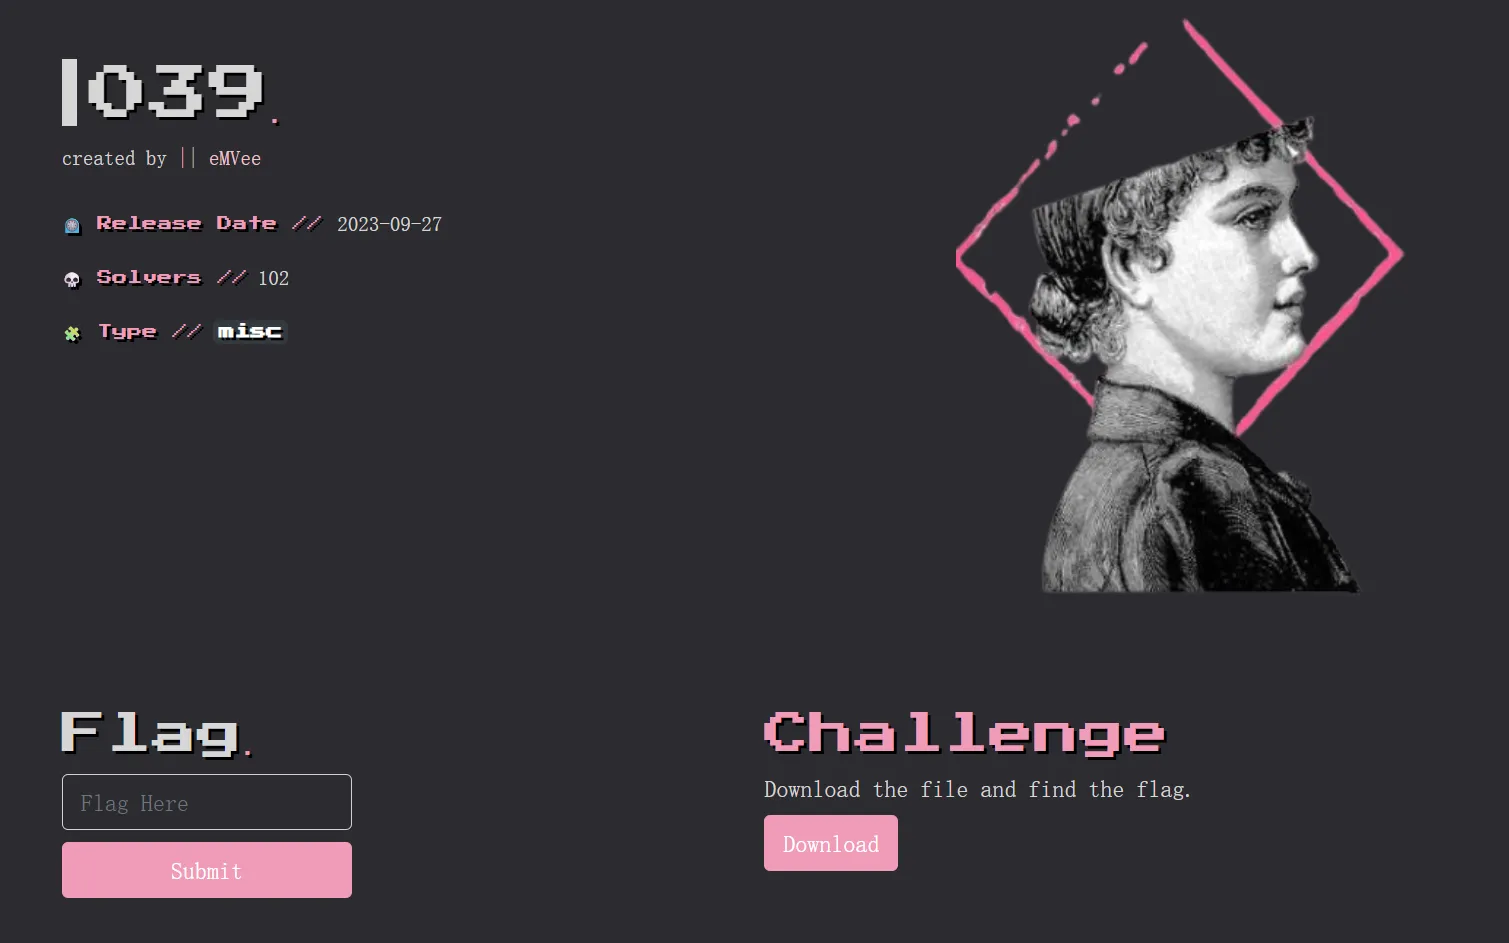 039.
created by || eMVee
Release Date // 2023-09-27
Solvers // 102
Type // misc
Flag.
Flag Here
Submit
Challenge
Download the file and find the flag.
Download